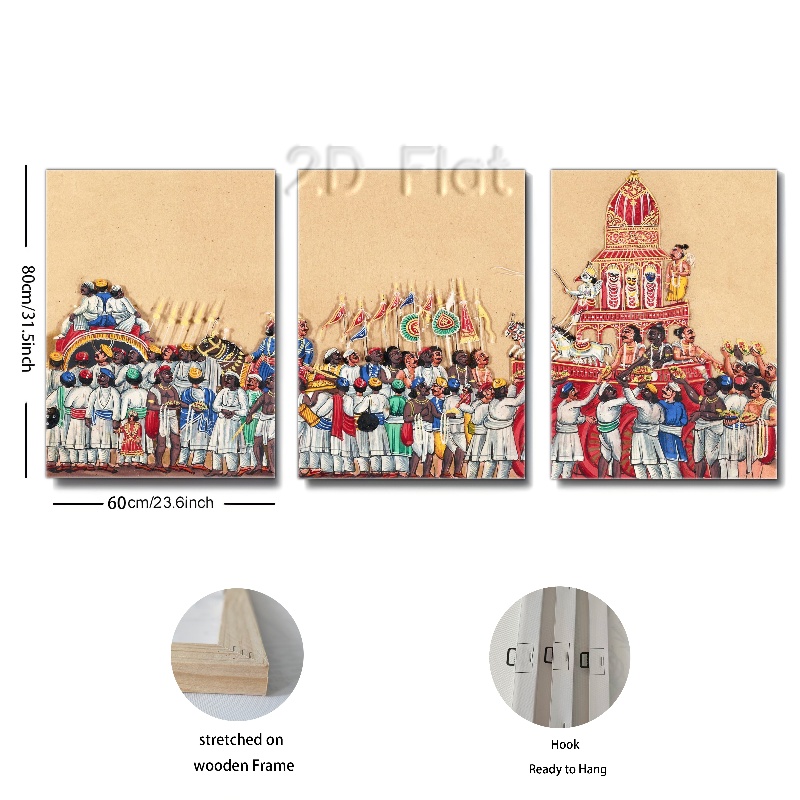 2D Flat
80cm/31.5inch
60cm/23.6inch
stretched on
wooden Frame
Hook
Ready to Hang